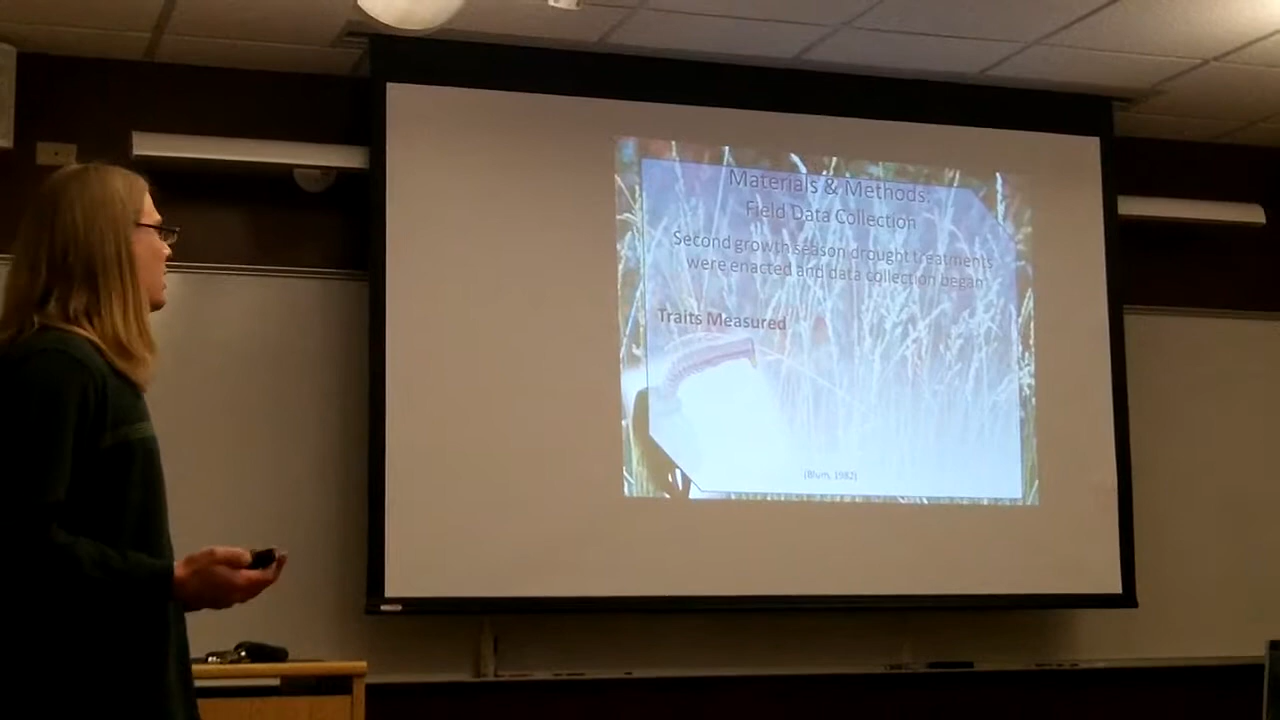 Materials & Methods:
Field Data Collection
Second growth season drought treatments
were enacted and data collection began
Traits Measured
(Blum, 1982)